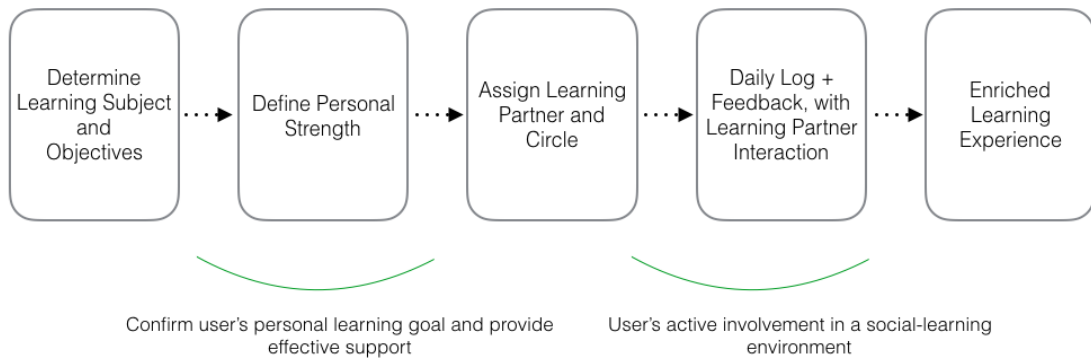 Determine
Learning Subject
and
Objectives
Define Personal
Strength
Assign Learning
Partner and
Circle
Daily Log +
Feedback, with
Learning Partner
Interaction
Enriched
Learning
Experience
Confirm user's personal learning goal and provide
effective support
User's active involvement in a social-learning
environment